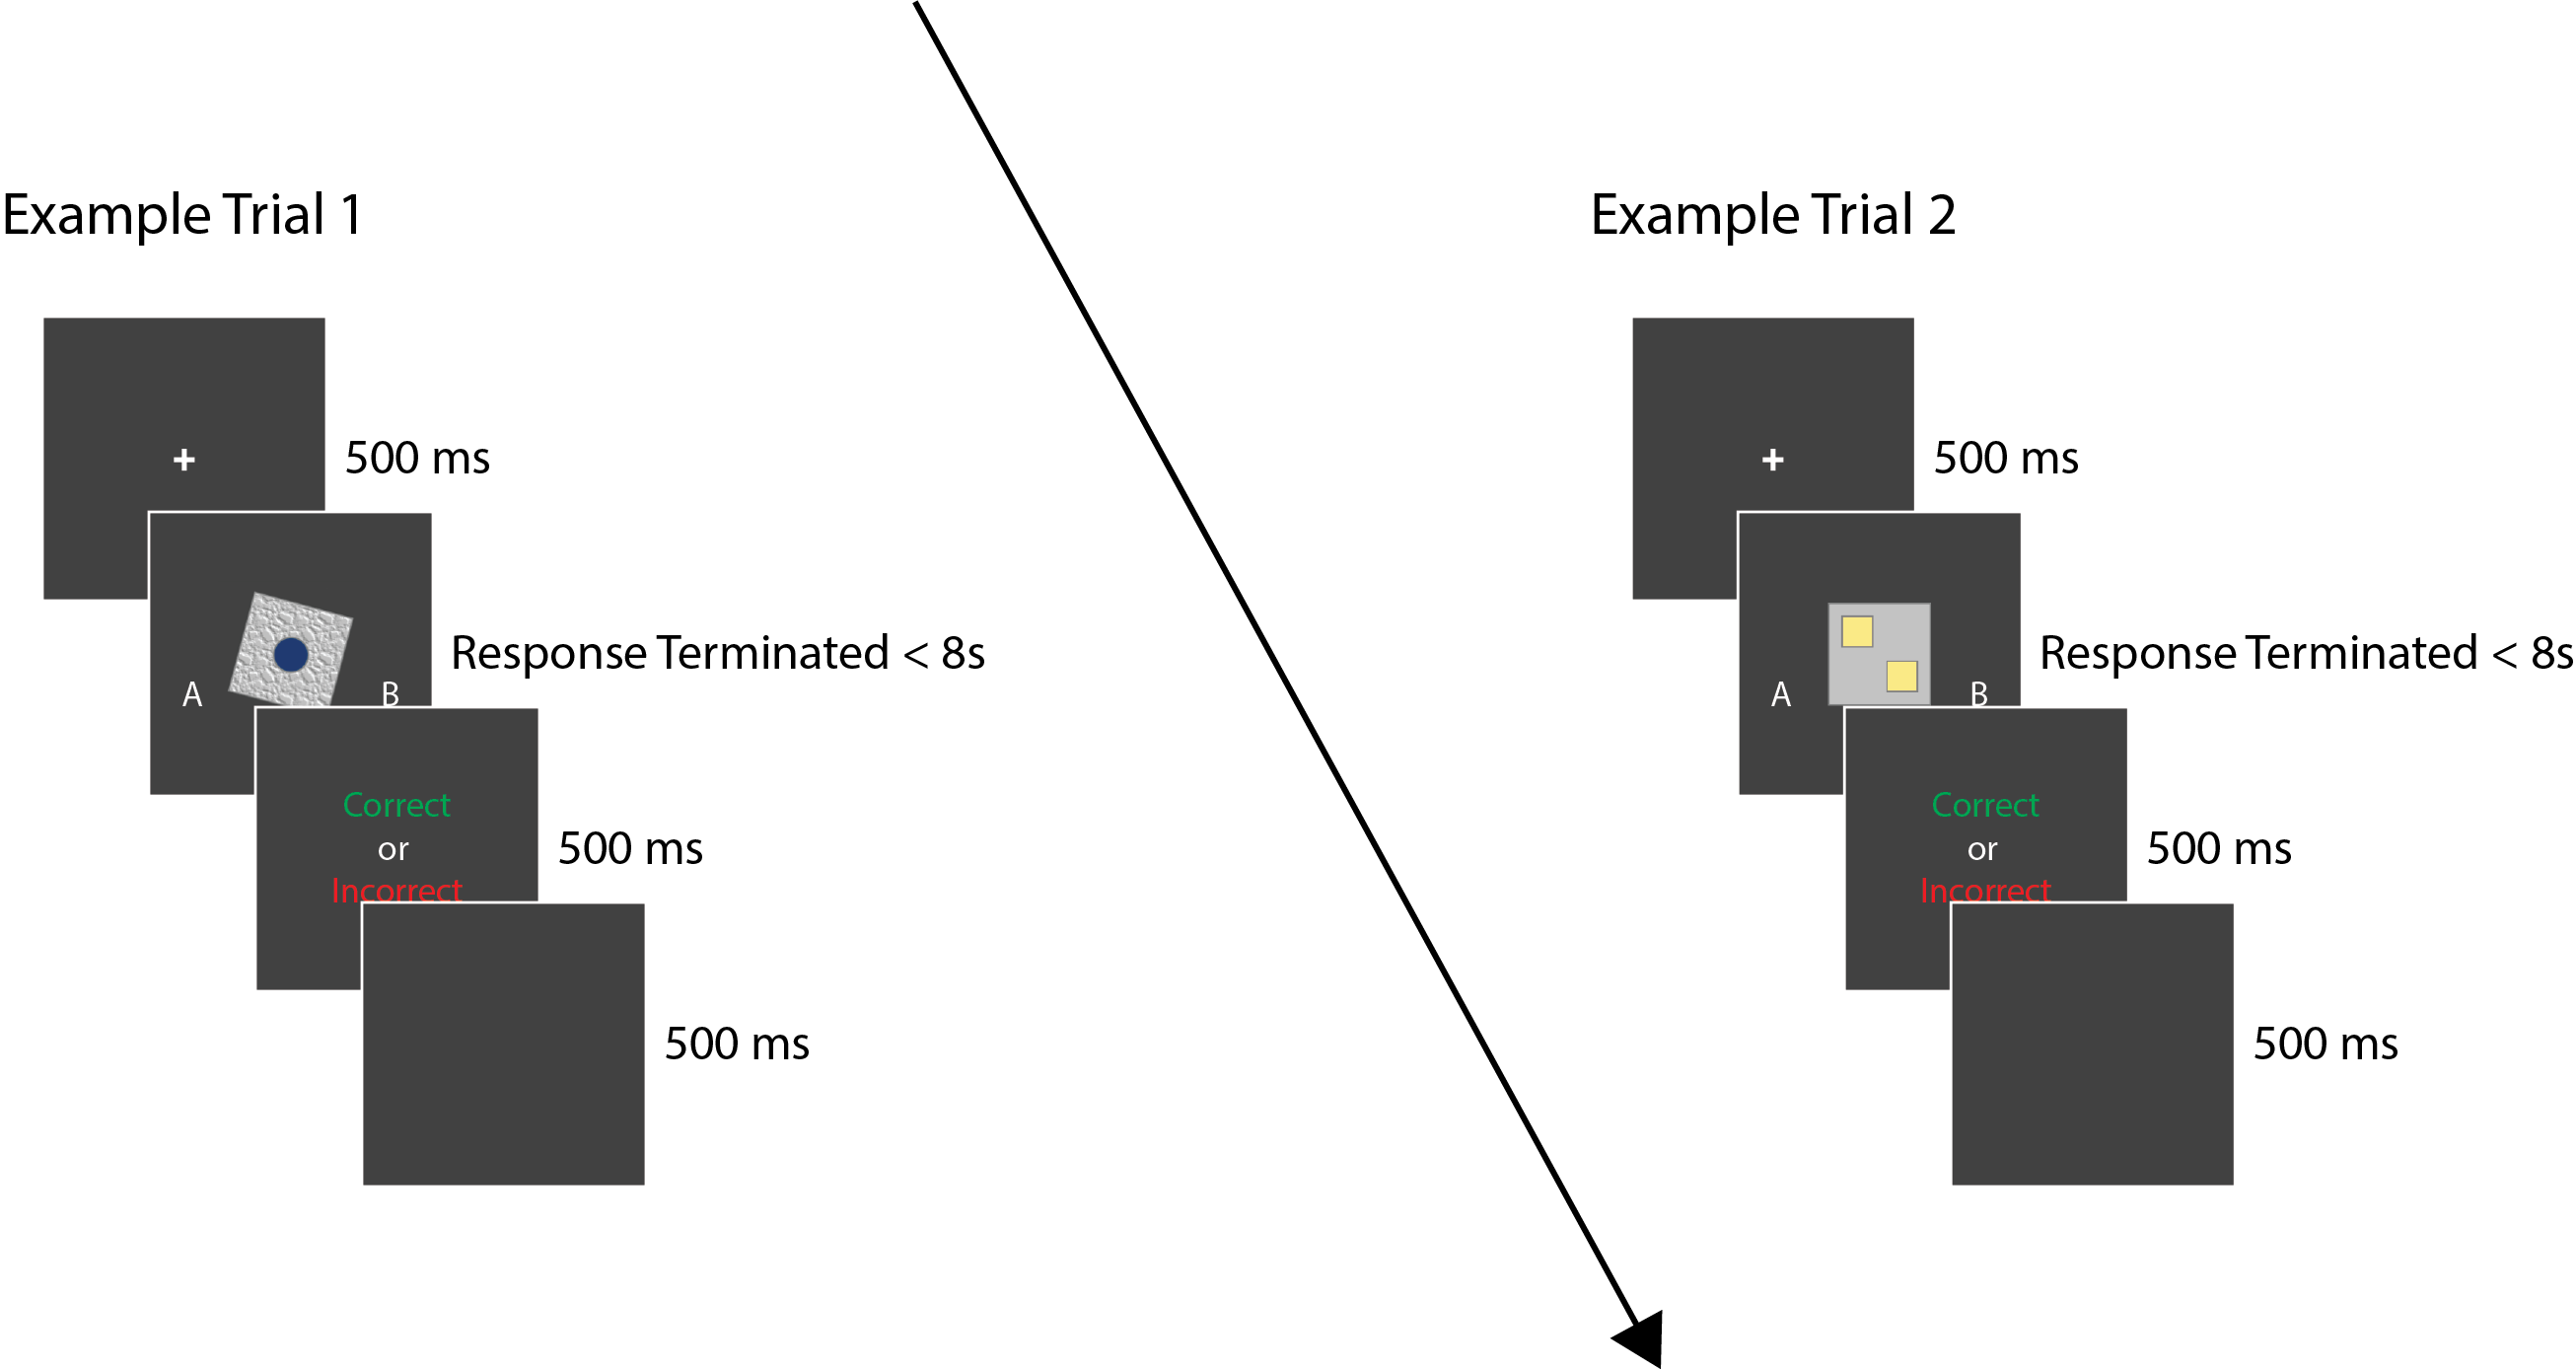 Example Trial 1
+
500 ms
A
B
Response Terminated < 8s
Correct
or
Incorrect
500 ms
500 ms
Example Trial 2
+
500 ms
A
B
Response Terminated < 8s
Correct
or
Incorrect
500 ms
500 ms